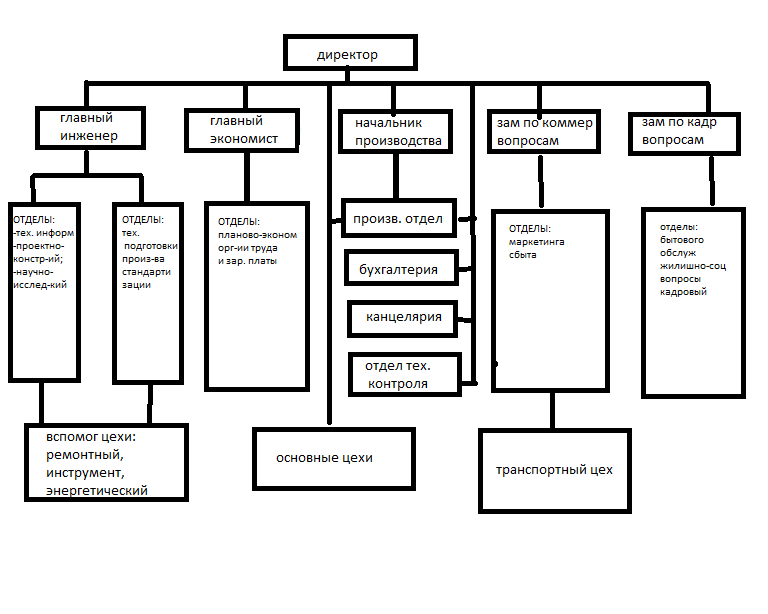 директор
главный
инженер
главный
экономист
начальник
производства
зам по коммер
вопросам
зам по кадр
вопросам
ОТДЕЛЫ:
-тех. информ
-проектно-
констр-ий;
-научно-
исслед-кий
ОТДЕЛЫ:
тех.
подготовки
произ-ва
стандарти
зации
ОТДЕЛЫ:
планово-эконом
орг-ии труда
и зар. платы
произв. отдел
бухгалтерия
канцелярия
отдел тех.
контроля
ОТДЕЛЫ:
маркетинга
сбыта
отделы:
бытового
обслуж
жилишно-соц
вопросы
кадровый
вспомог цехи:
ремонтный,
инструмент,
энергетический
основные цехи
транспортный цех